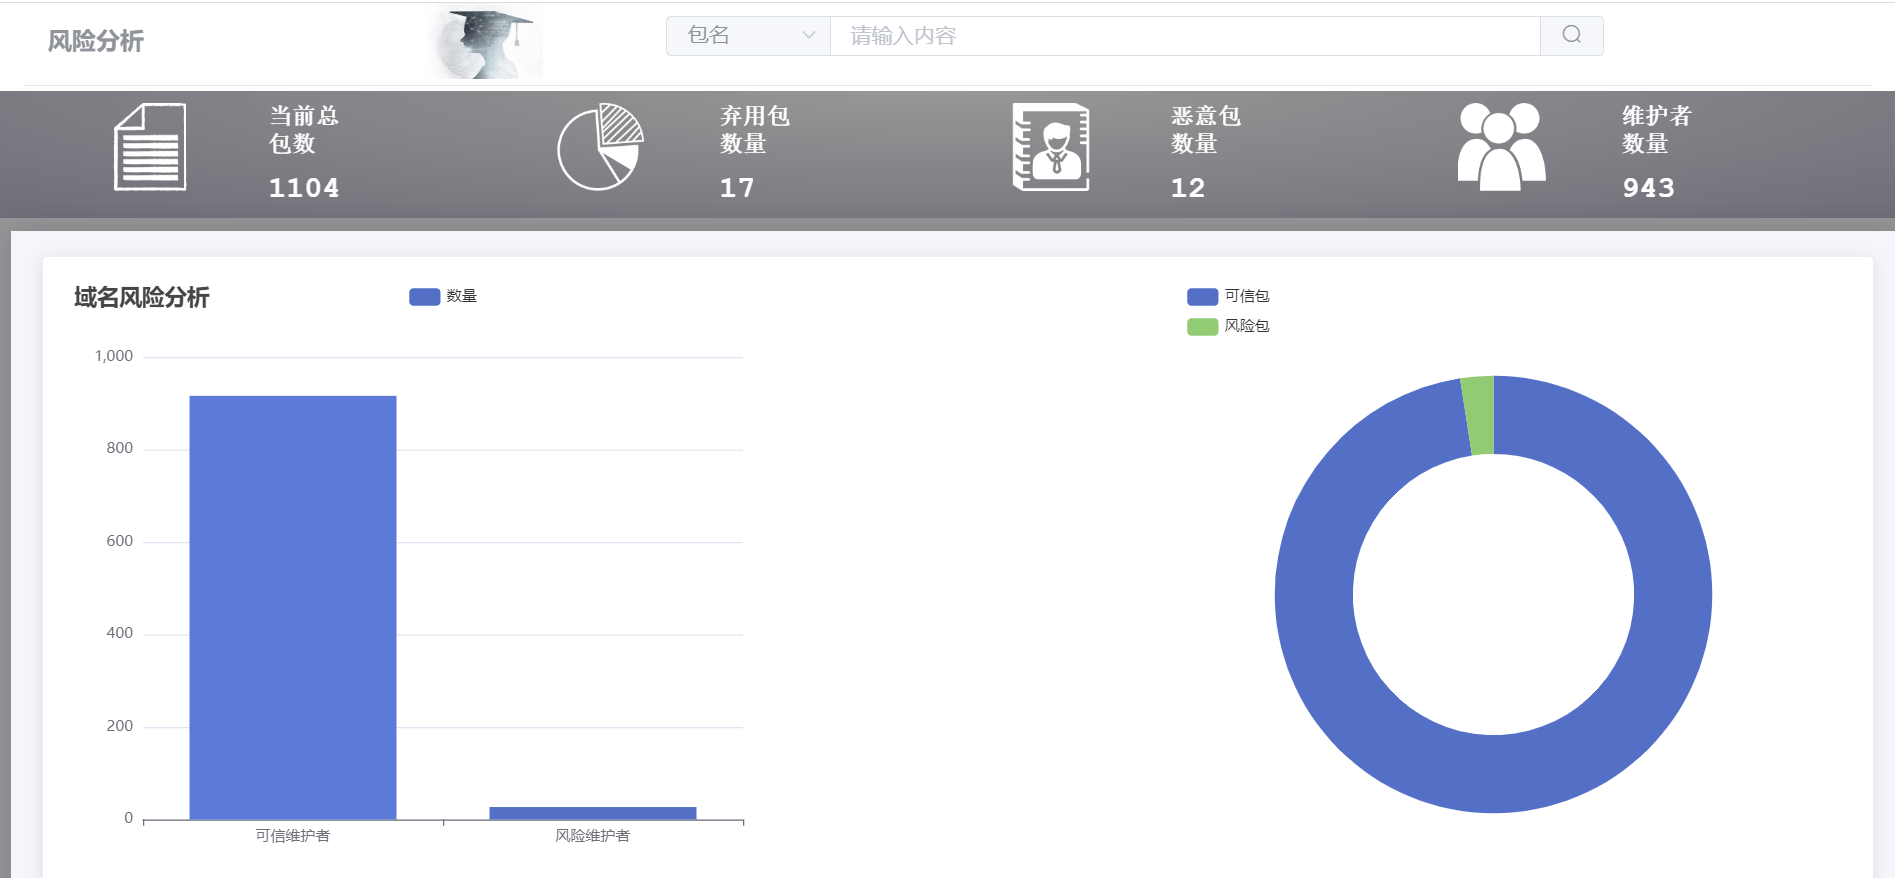 风险分析
包名
请输入内容
当前总
包数
1104
弃用包
数量
17
恶意包
数量
12
维护者
数量
943
域名风险分析
数量
1,000
800
600
400
200
0
可信维护者
风险维护者
可信包
风险包